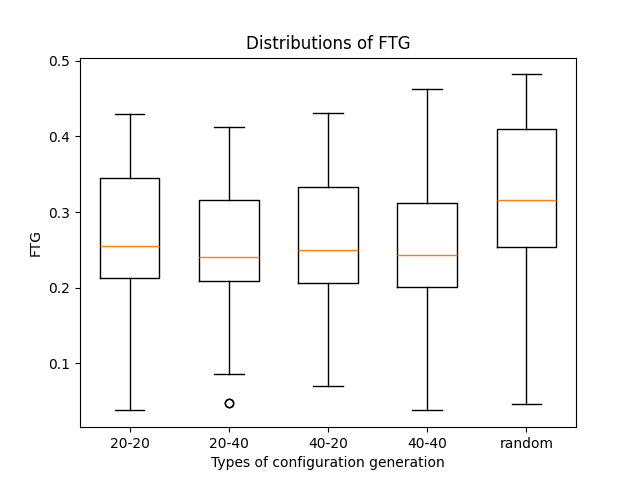 Distributions of FTG
0.5
0.4
0.3
0.2
0.1
FTG
20-20 20-40 40-20 40-40 random
Types of configuration generation